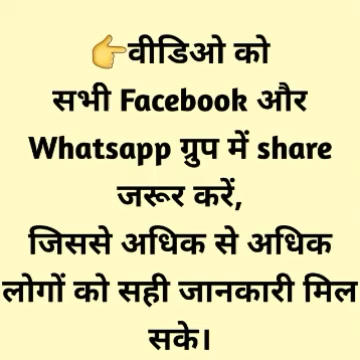 👉वीडिओ को
सभी Facebook और
Whatsapp ग्रुप में share
जरूर करें,
जिससे अधिक से अधिक
लोगों को सही जानकारी मिल
सके।